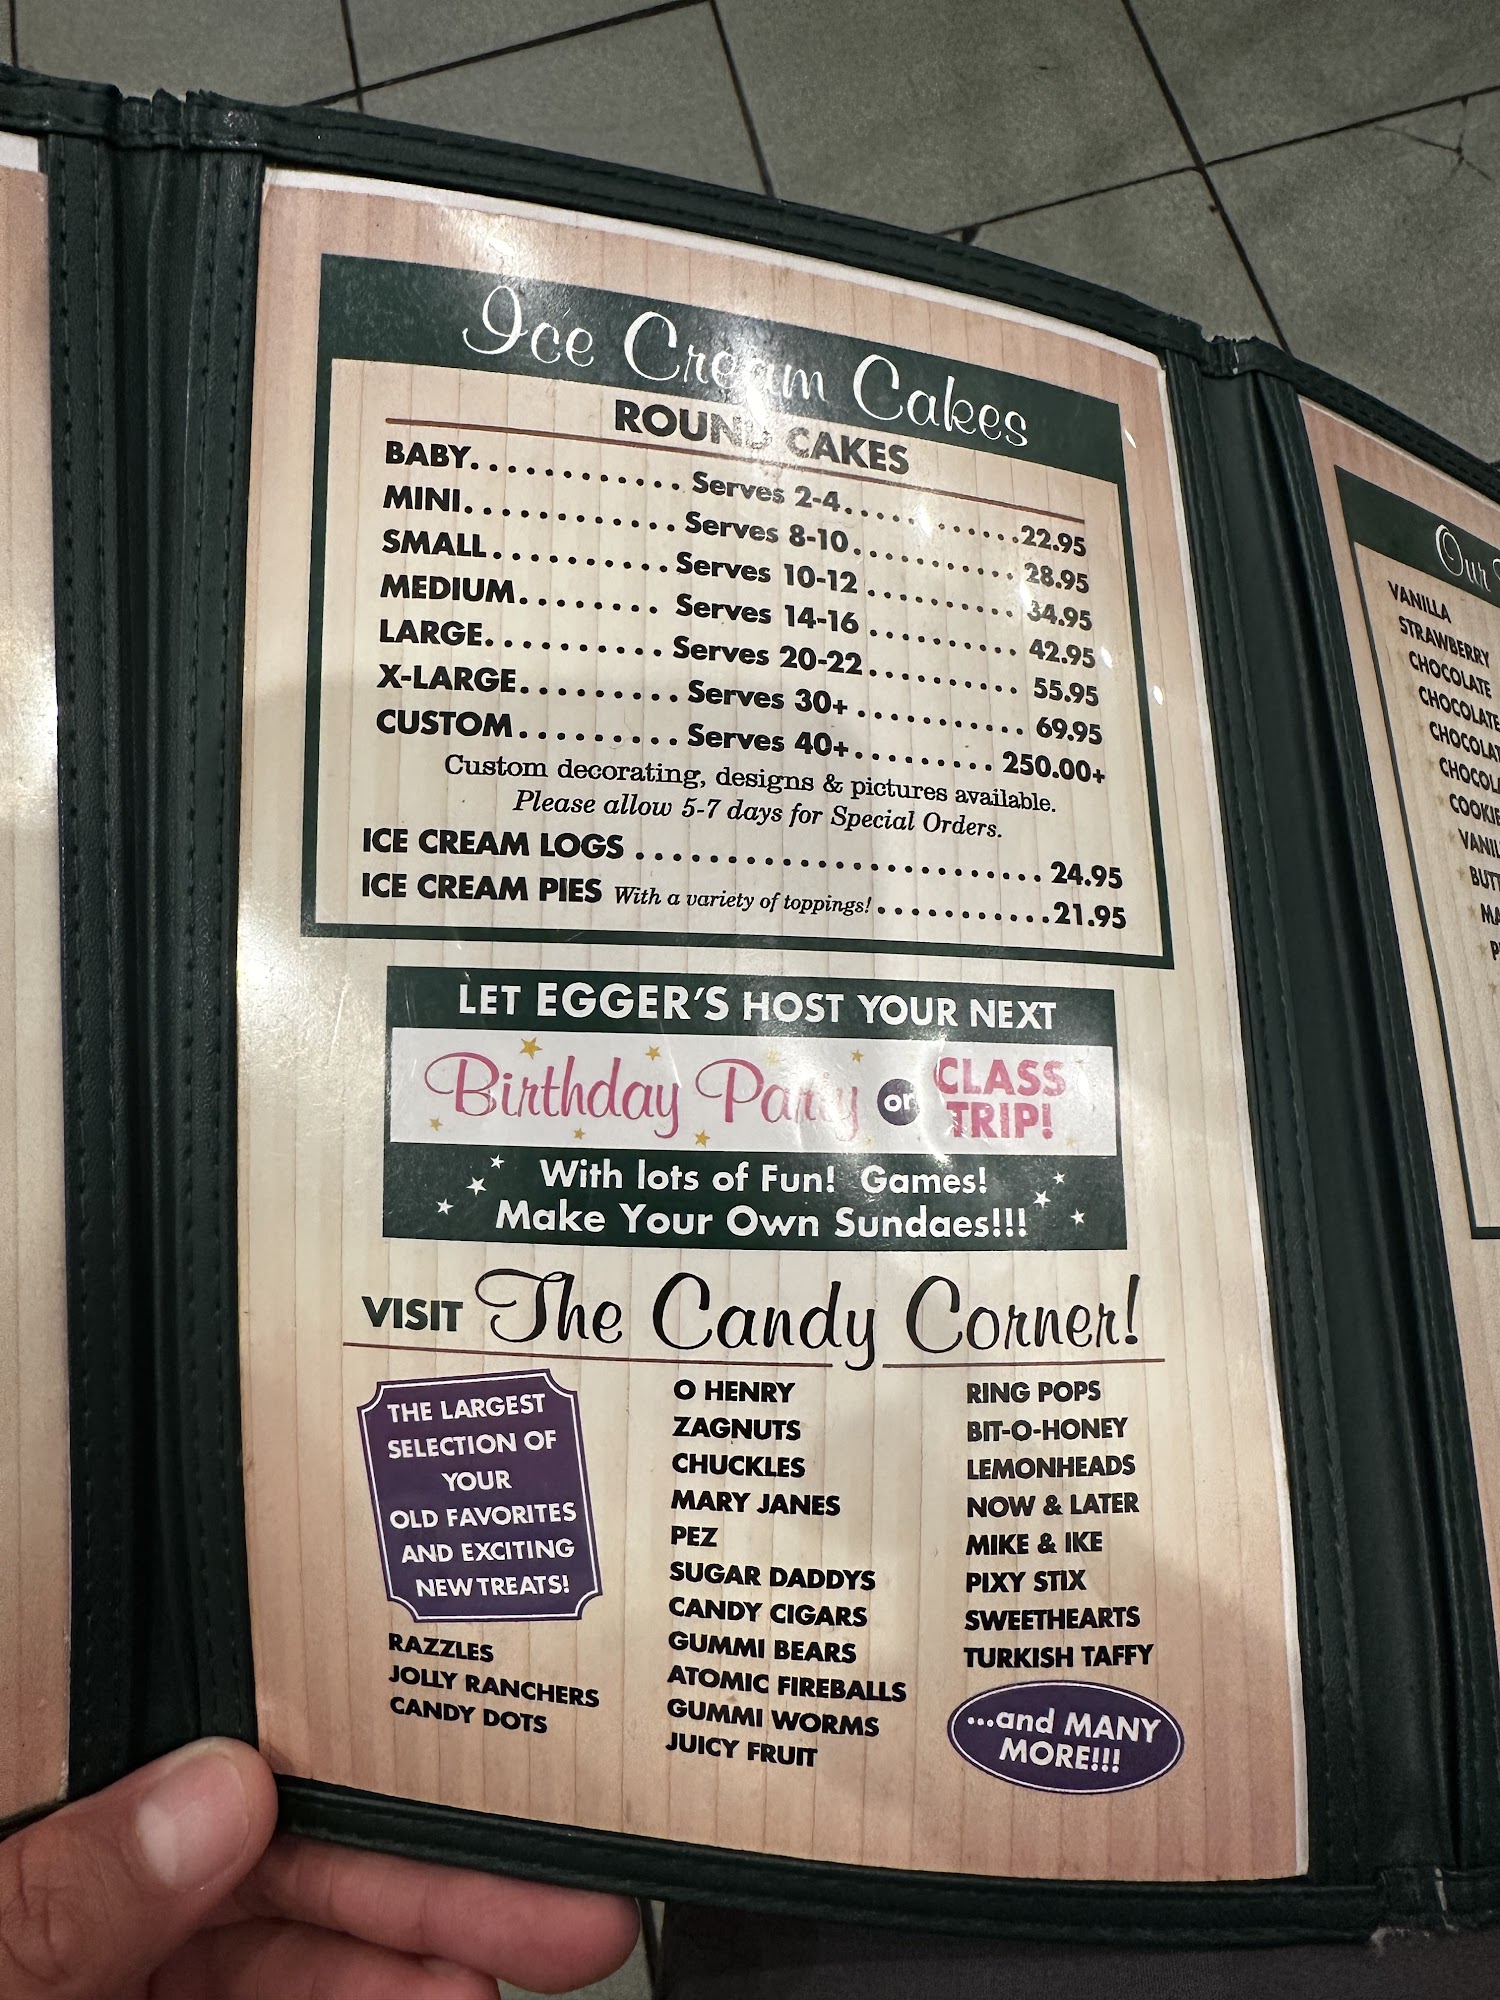 Ice Cream Cakes
ROUND CAKES
BABY........... Serves 2-4........... 22.95
MINI............ Serves 8-10........... 28.95
SMALL.......... Serves 10-12.......... 34.95
MEDIUM........ Serves 14-16.......... 42.95
LARGE.......... Serves 20-22.......... 55.95
X-LARGE......... Serves 30+........... 69.95
CUSTOM......... Serves 40+......... 250.00+
Custom decorating, designs & pictures available.
Please allow 5-7 days for Special Orders.
ICE CREAM LOGS ....................... 24.95
ICE CREAM PIES With a variety of toppings!...........21.95
LET EGGER'S HOST YOUR NEXT
Birthday Party or CLASS TRIP!
With lots of Fun! Games!
Make Your Own Sundaes!!!
VISIT The Candy Corner!
THE LARGEST
SELECTION OF
YOUR
OLD FAVORITES
AND EXCITING
NEW TREATS!
RAZZLES
JOLLY RANCHERS
CANDY DOTS
O HENRY
ZAGNUTS
CHUCKLES
MARY JANES
PEZ
SUGAR DADDYS
CANDY CIGARS
GUMMI BEARS
ATOMIC FIREBALLS
GUMMI WORMS
JUICY FRUIT
RING POPS
BIT-O-HONEY
LEMONHEADS
NOW & LATER
MIKE & IKE
PIXY STIX
SWEETHEARTS
TURKISH TAFFY
...and MANY
MORE!!!
Our
VANILLA
STRAWBERRY
CHOCOLATE
CHOCOLATE